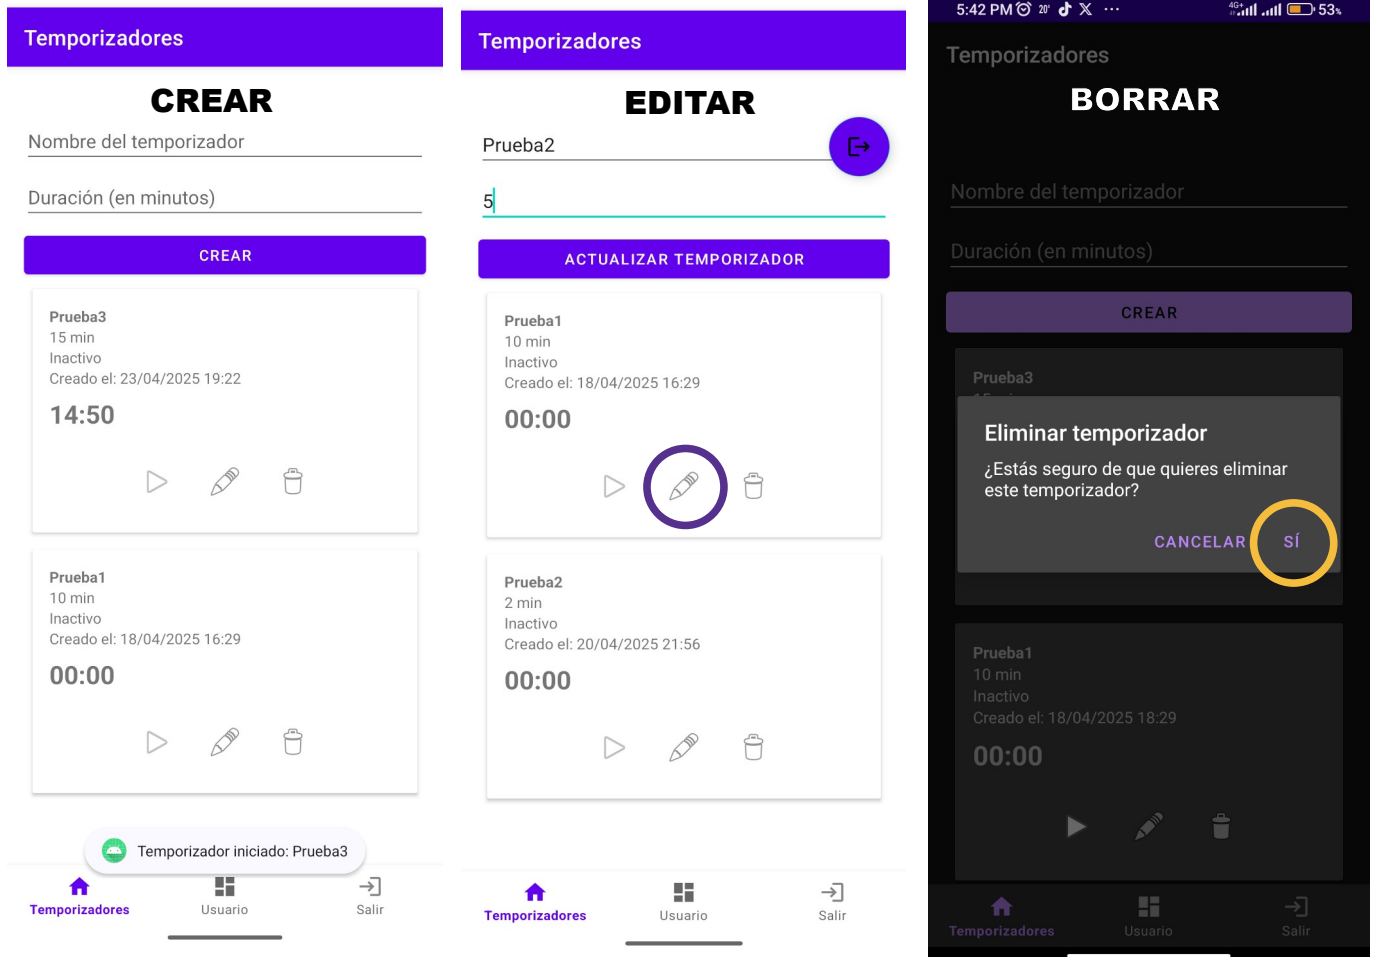 Temporizadores
CREAR
Nombre del temporizador
Duración (en minutos)
CREAR
Prueba3
15 min
Inactivo
Creado el: 23/04/2025 19:22
14:50
Prueba1
10 min
Inactivo
Creado el: 18/04/2025 16:29
00:00
Temporizador iniciado: Prueba3
Temporizadores
Usuario
Salir
Temporizadores
EDITAR
Prueba2
5
ACTUALIZAR TEMPORIZADOR
Prueba1
10 min
Inactivo
Creado el: 18/04/2025 16:29
00:00
Prueba2
2 min
Inactivo
Creado el: 20/04/2025 21:56
00:00
Temporizadores
Usuario
Salir
5:42 PM 20° X ... 4G+ 53%
Temporizadores
BORRAR
Nombre del temporizador
Duración (en minutos)
CREAR
Prueba3
Eliminar temporizador
¿Estás seguro de que quieres eliminar
este temporizador?
CANCELAR SÍ
Prueba1
10 min
Inactivo
Creado el: 18/04/2025 18:29
00:00
Temporizadores
Usuario
Salir